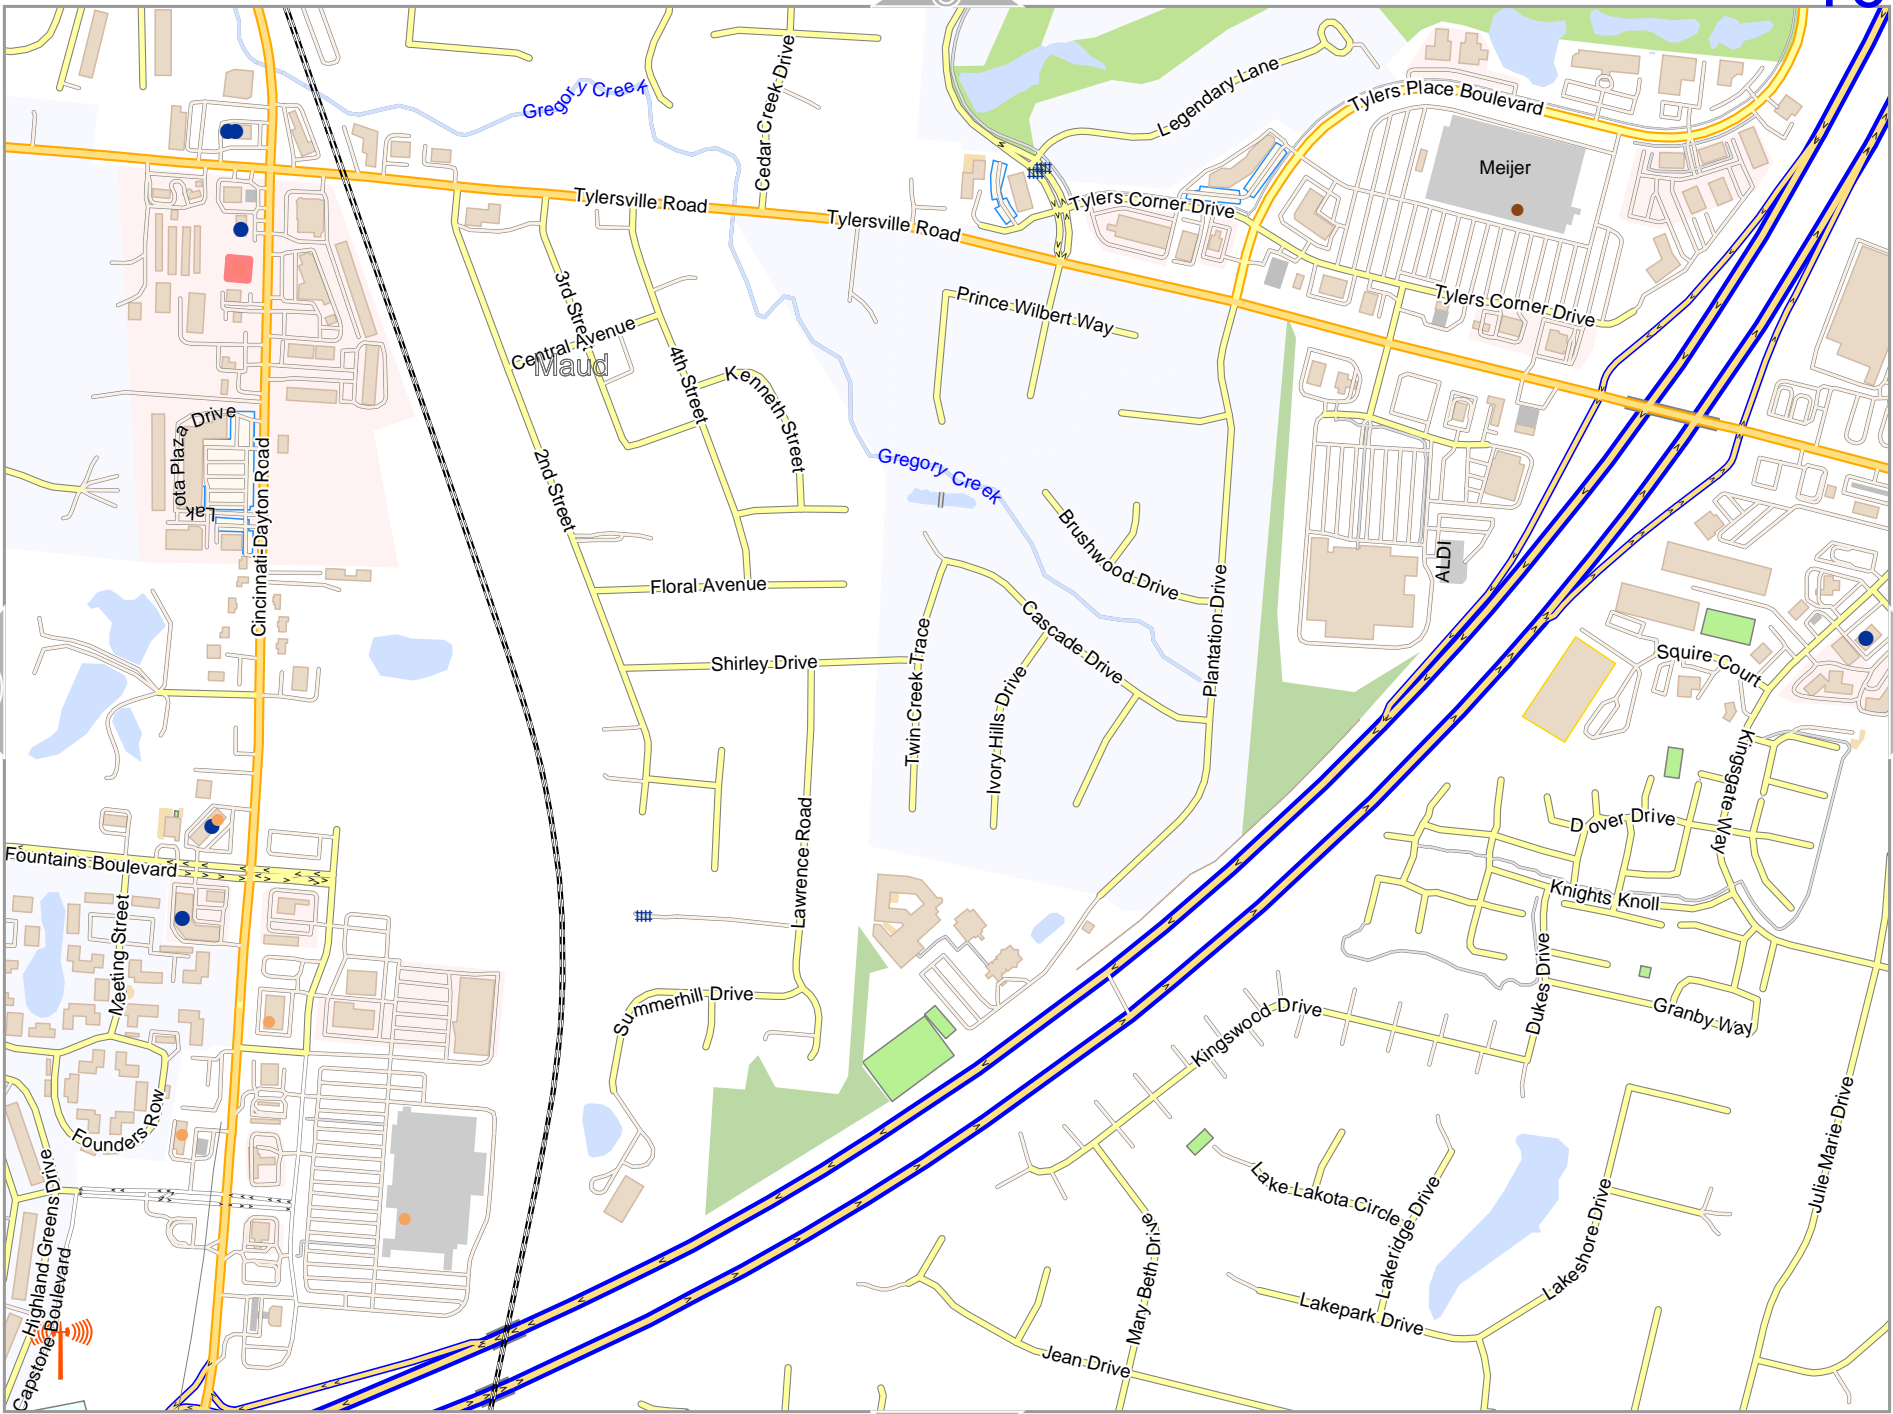 Gregory Creek
Cedar Creek Drive
Legendary Lane
Tylers Place Boulevard
Meijer
Tylersville Road
Tylersville Road
Tylers Corner Drive
Tylers Corner Drive
Prince Wilbert Way
3rd Street
Central Avenue
Maud
4th Street
Kenneth Street
Lakota Plaza Drive
Cincinnati-Dayton Road
2nd Street
Gregory Creek
Brushwood Drive
ALDI
Floral Avenue
Cascade Drive
Plantation Drive
Twin Creek Trace
Shirley Drive
Ivory Hills Drive
Squire Court
Kingsgate Way
Dover Drive
Fountains Boulevard
Lawrence Road
Knights Knoll
Meeting Street
Dukes Drive
Summerhill Drive
Kingswood Drive
Granby Way
Founders Row
Julie Marie Drive
Lake Lakota Circle
Lakeridge Drive
Lakeshore Drive
Highland Greens Drive
Capstone Boulevard
Mary Beth Drive
Lakepark Drive
Jean Drive